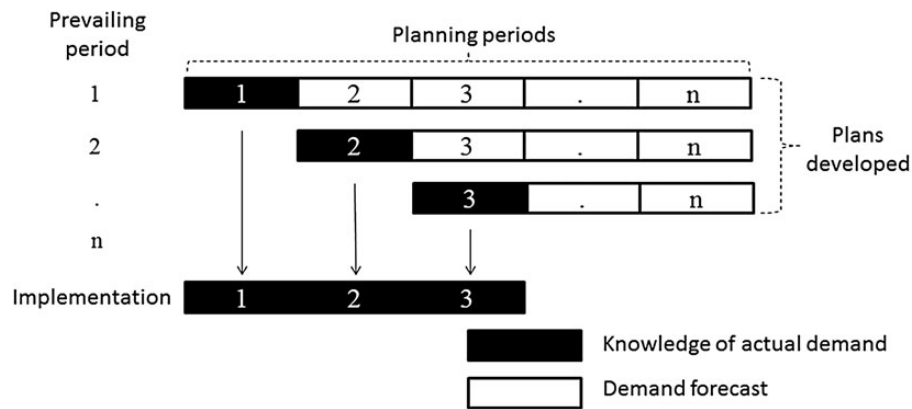 Prevailing
period
Planning periods
1
1 2 3 . n
2
2 3 . n
Plans
developed
.
3 . n
n
Implementation
1 2 3
Knowledge of actual demand
Demand forecast